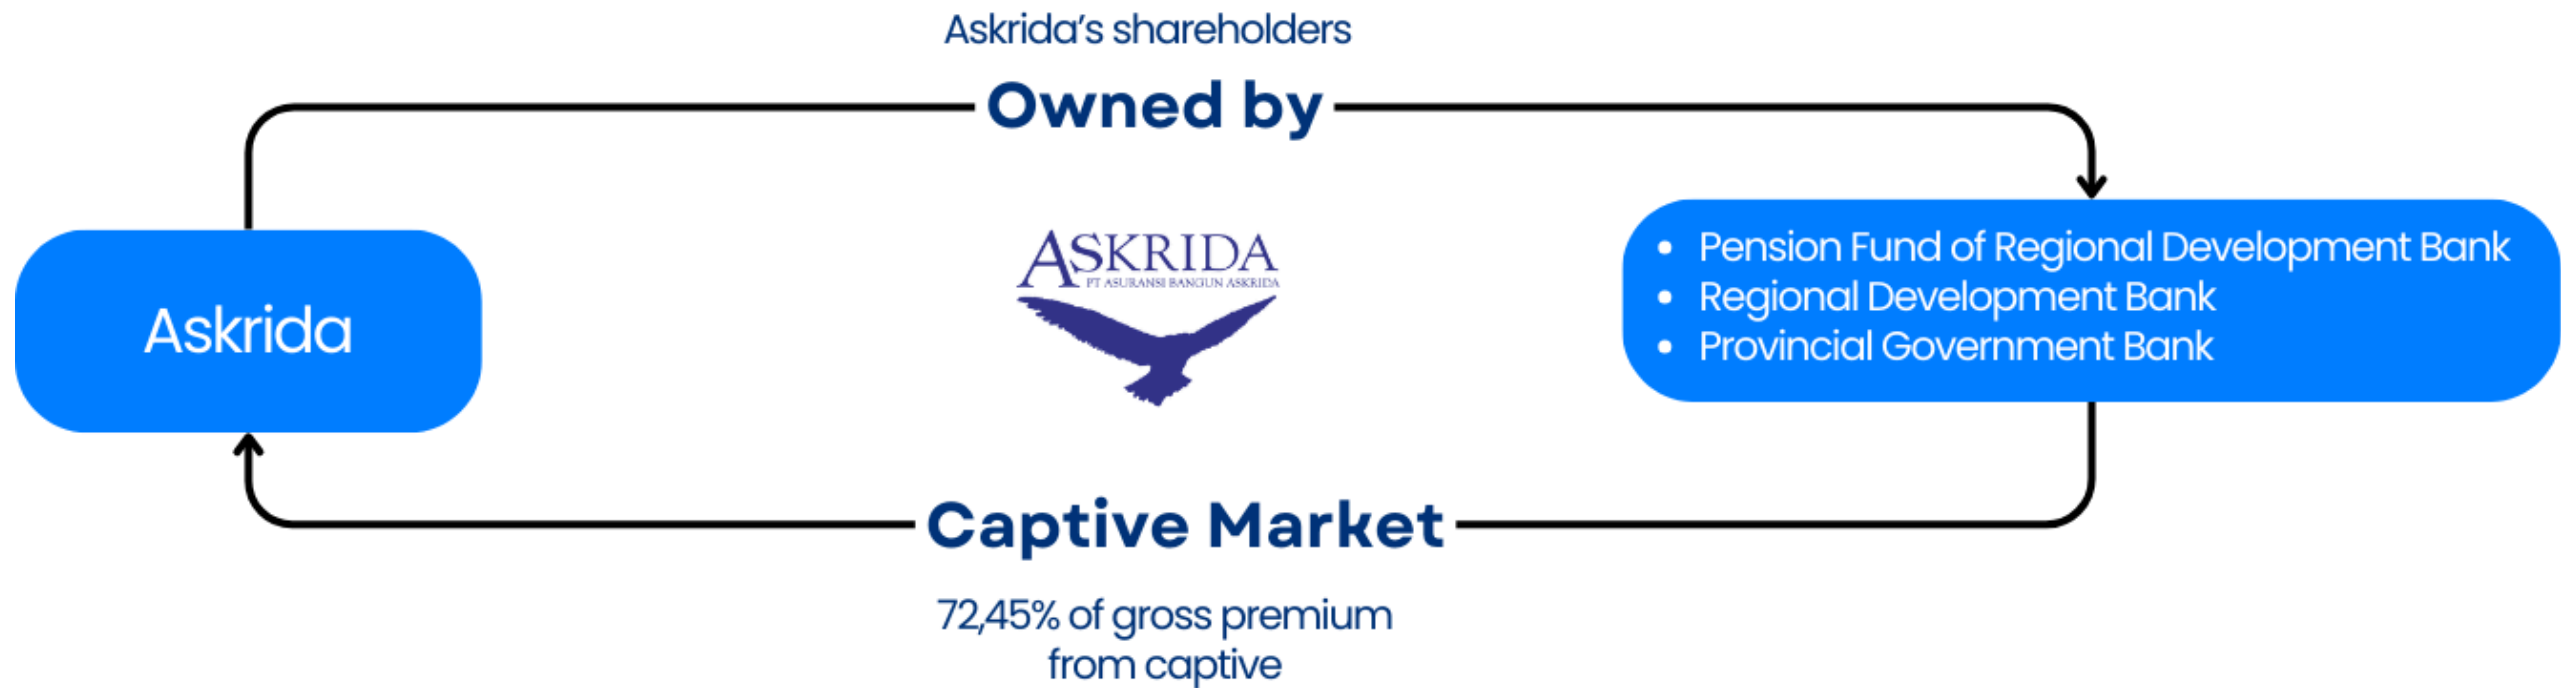 Askrida’s shareholders
Owned by
Askrida
ASKRIDA
PT ASURANSI BANGUN ASKRIDA
• Pension Fund of Regional Development Bank
• Regional Development Bank
• Provincial Government Bank
Captive Market
72,45% of gross premium
from captive